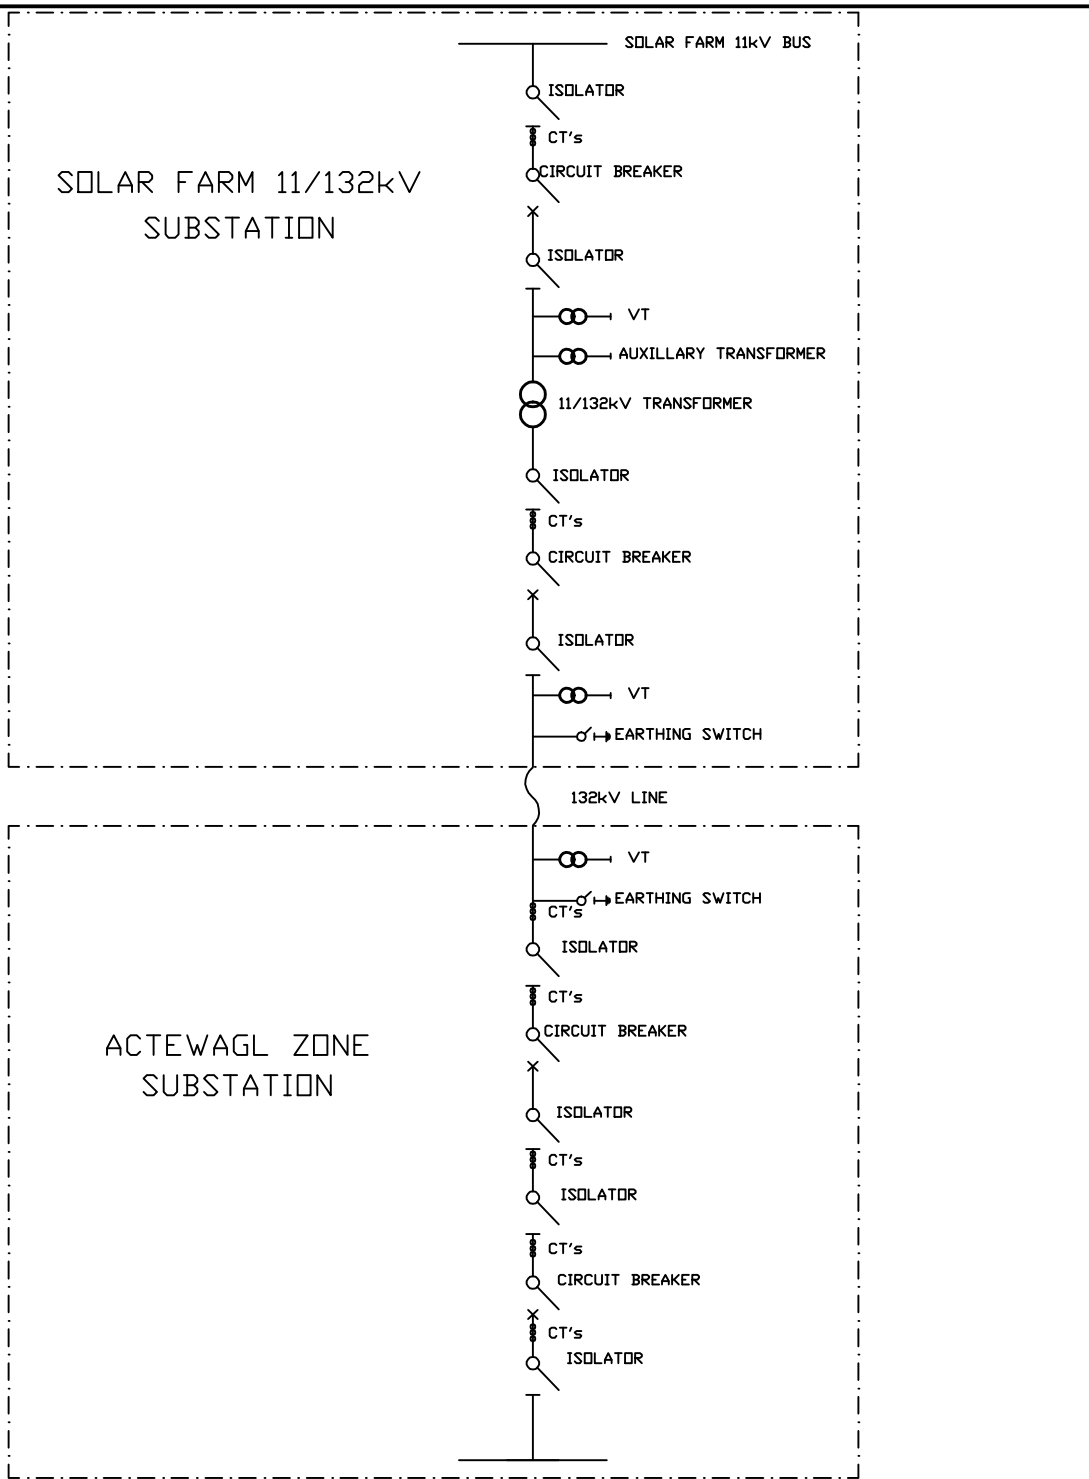 SOLAR FARM 11kV BUS
ISOLATOR
CT's
CIRCUIT BREAKER
SOLAR FARM 11/132kV
SUBSTATION
ISOLATOR
VT
AUXILLARY TRANSFORMER
11/132kV TRANSFORMER
ISOLATOR
CT's
CIRCUIT BREAKER
ISOLATOR
VT
EARTHING SWITCH
132kV LINE
VT
EARTHING SWITCH
CT's
ISOLATOR
CT's
CIRCUIT BREAKER
ACTEWAGL ZONE
SUBSTATION
ISOLATOR
CT's
ISOLATOR
CT's
CIRCUIT BREAKER
CT's
ISOLATOR